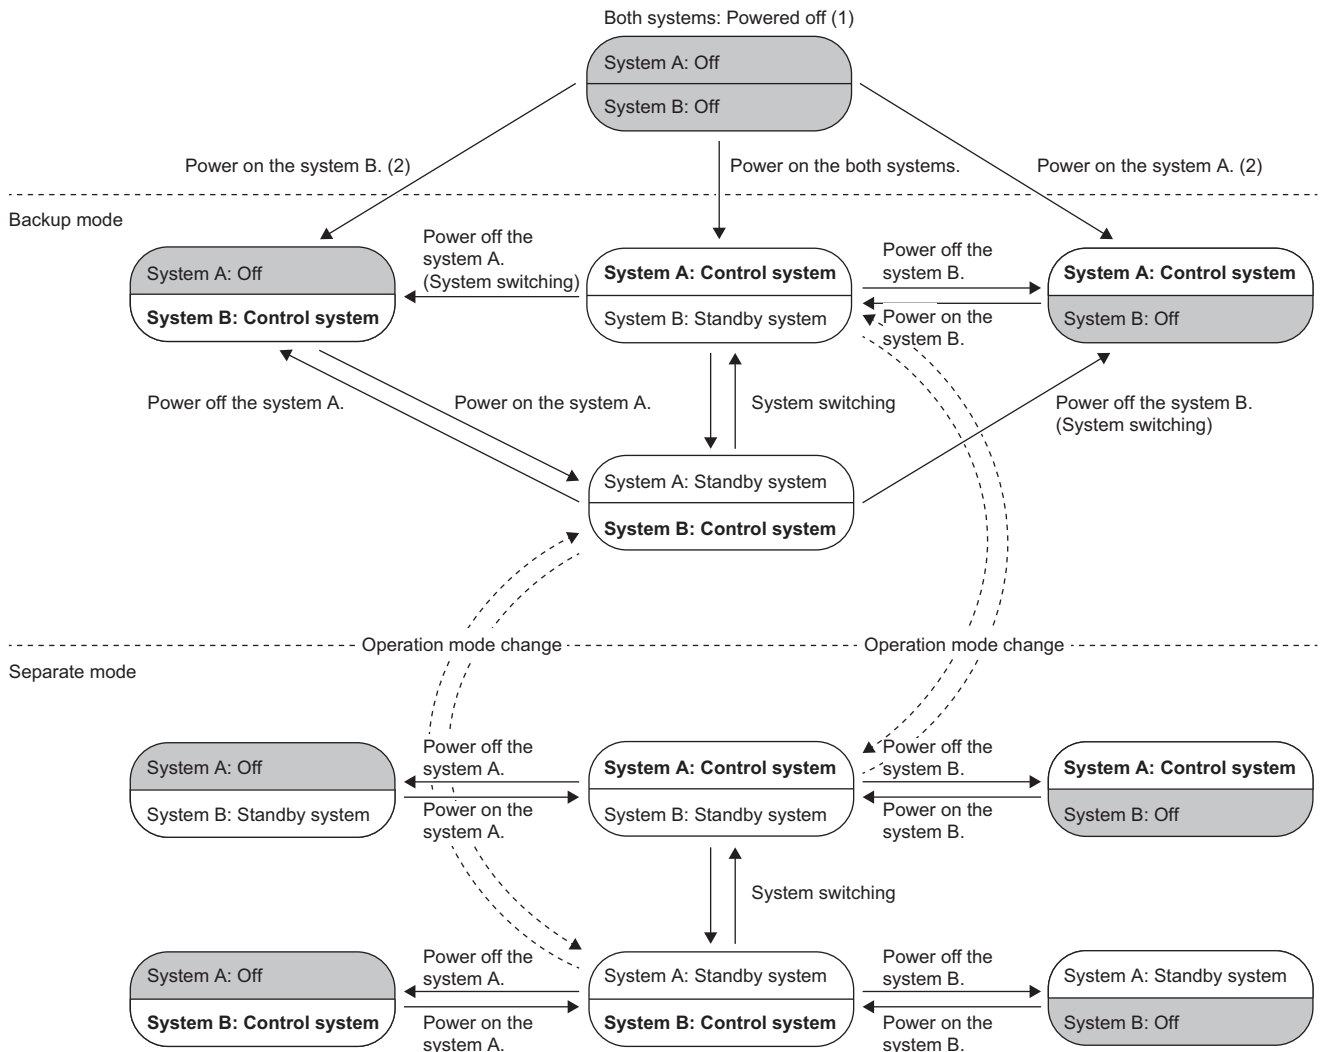 Both systems: Powered off (1)
System A: Off
System B: Off
Power on the system B. (2)
Power on the both systems.
Power on the system A. (2)
Backup mode
System A: Off
System B: Control system
Power off the
system A.
(System switching)
System A: Control system
System B: Standby system
Power off the
system B.
Power on the
system B.
System A: Control system
System B: Off
Power off the system A.
Power on the system A.
System switching
Power off the system B.
(System switching)
System A: Standby system
System B: Control system
Operation mode change
Operation mode change
Separate mode
System A: Off
System B: Standby system
Power off the
system A.
Power on the
system A.
System A: Control system
System B: Standby system
Power off the
system B.
Power on the
system B.
System A: Control system
System B: Off
System switching
System A: Off
System B: Control system
Power off the
system A.
Power on the
system A.
System A: Standby system
System B: Control system
Power off the
system B.
Power on the
system B.
System A: Standby system
System B: Off